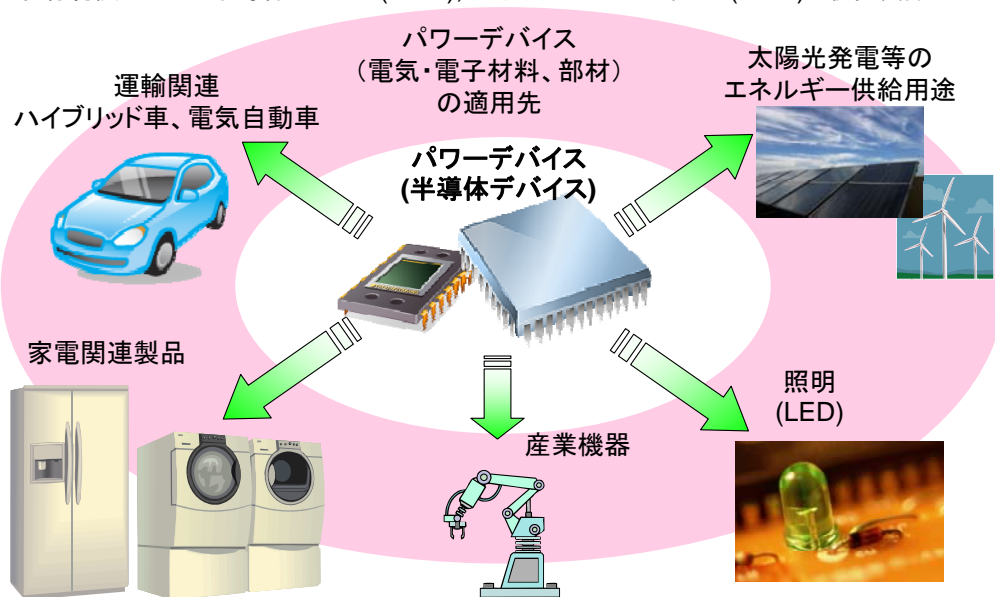 パワーデバイス
（電気・電子材料、部材）
の適用先
運輸関連
ハイブリッド車、電気自動車
太陽光発電等の
エネルギー供給用途
パワーデバイス
(半導体デバイス)
家電関連製品
照明
(LED)
産業機器